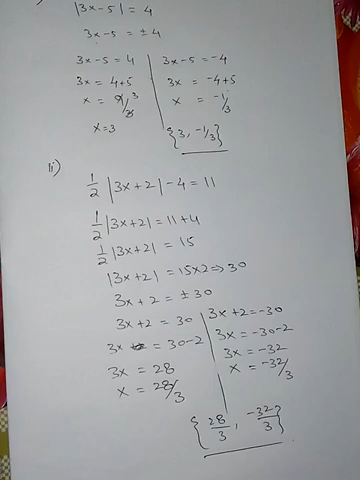 |3x-5| = 4
3x-5 = ±4
3x-5 = 4
3x = 4+5
x = 9/3 3
x=3
3x-5 = -4
3x = -4+5
x = -1/3
{3, -1/3}
ii)
1/2 |3x+2| -4 = 11
1/2 |3x+2| = 11+4
1/2 |3x+2| = 15
|3x+2| = 15x2 => 30
3x+2 = ±30
3x+2 = 30
3x = 30-2
3x = 28
x = 28/3
3x+2 = -30
3x = -30-2
3x = -32
x = -32/3
{28/3, -32/3}